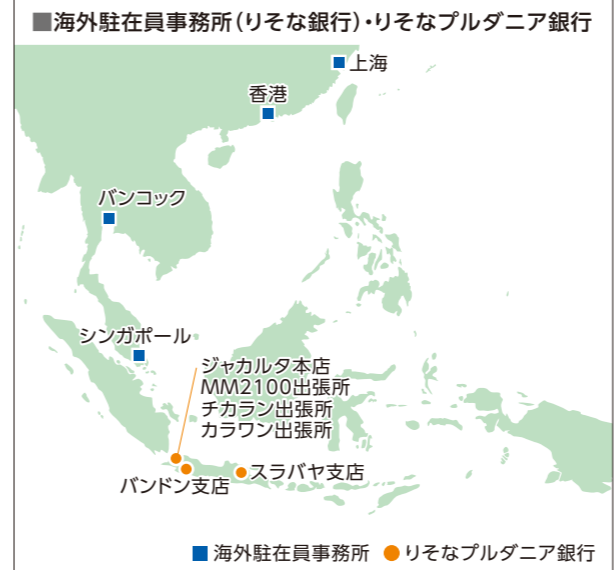 ■海外駐在員事務所(りそな銀行)・りそなプルダニア銀行
上海
香港
バンコック
シンガポール
ジャカルタ本店
MM2100出張所
チカラン出張所
カラワン出張所
バンドン支店
スラバヤ支店
■海外駐在員事務所 ●りそなプルダニア銀行